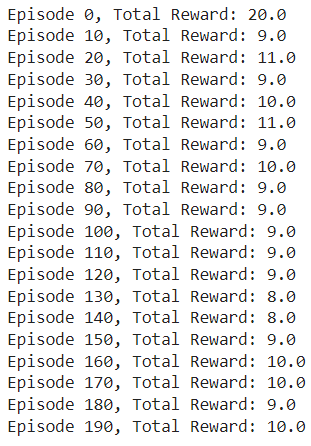 Episode 0, Total Reward: 20.0
Episode 10, Total Reward: 9.0
Episode 20, Total Reward: 11.0
Episode 30, Total Reward: 9.0
Episode 40, Total Reward: 10.0
Episode 50, Total Reward: 11.0
Episode 60, Total Reward: 9.0
Episode 70, Total Reward: 10.0
Episode 80, Total Reward: 9.0
Episode 90, Total Reward: 9.0
Episode 100, Total Reward: 9.0
Episode 110, Total Reward: 9.0
Episode 120, Total Reward: 9.0
Episode 130, Total Reward: 8.0
Episode 140, Total Reward: 8.0
Episode 150, Total Reward: 9.0
Episode 160, Total Reward: 10.0
Episode 170, Total Reward: 10.0
Episode 180, Total Reward: 9.0
Episode 190, Total Reward: 10.0